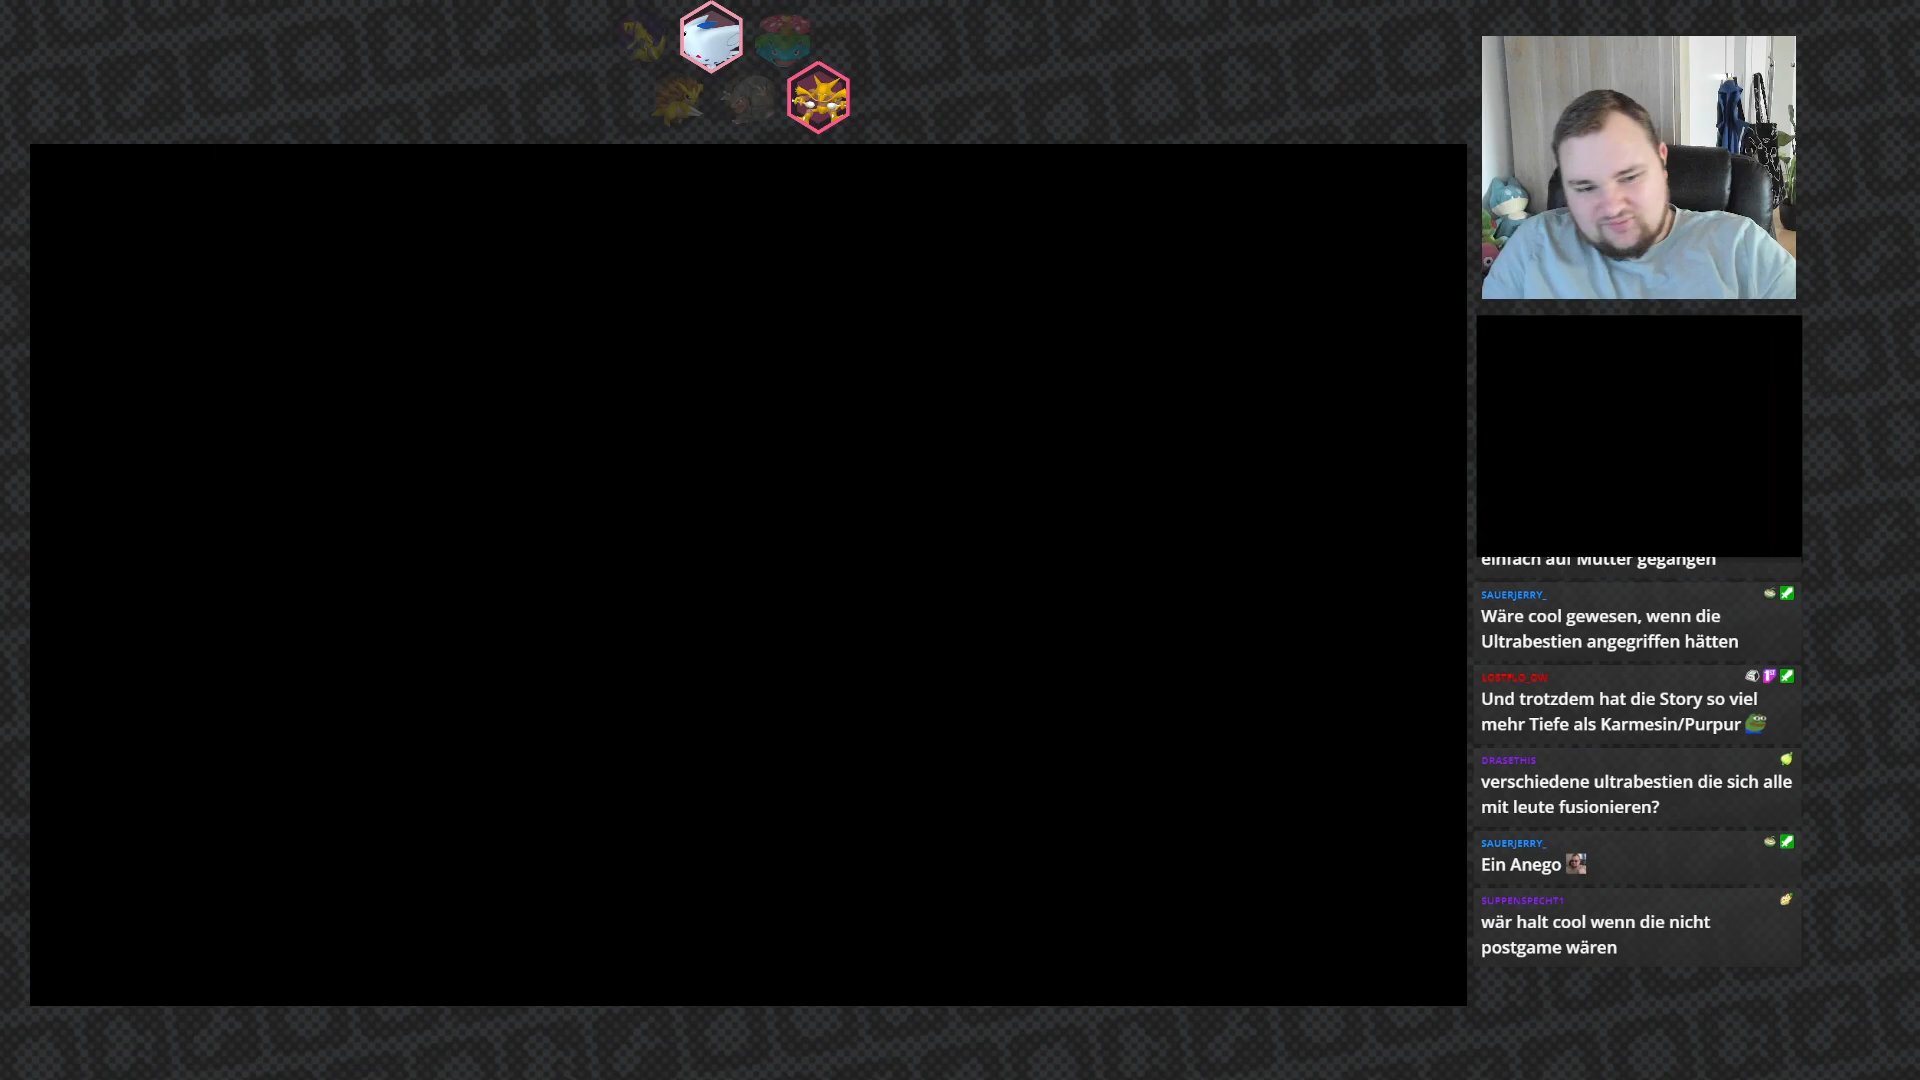 einfach auf Mutter gegangen
SAUERJERRY_
Wäre cool gewesen, wenn die
Ultrabestien angegriffen hätten
LOSTFLO_OW
Und trotzdem hat die Story so viel
mehr Tiefe als Karmesin/Purpur
DRASETHIS
verschiedene ultrabestien die sich alle
mit leute fusionieren?
SAUERJERRY_
Ein Anego
SUPPENSPECHT1
wär halt cool wenn die nicht
postgame wären